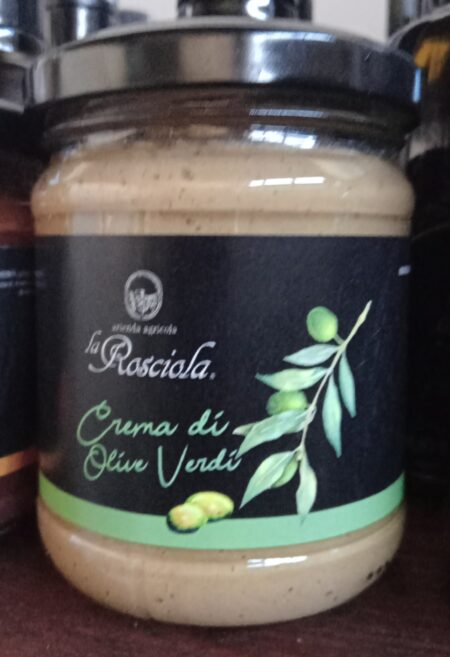 azienda agricola
la Rosciola®
Crema di
Olive Verdi